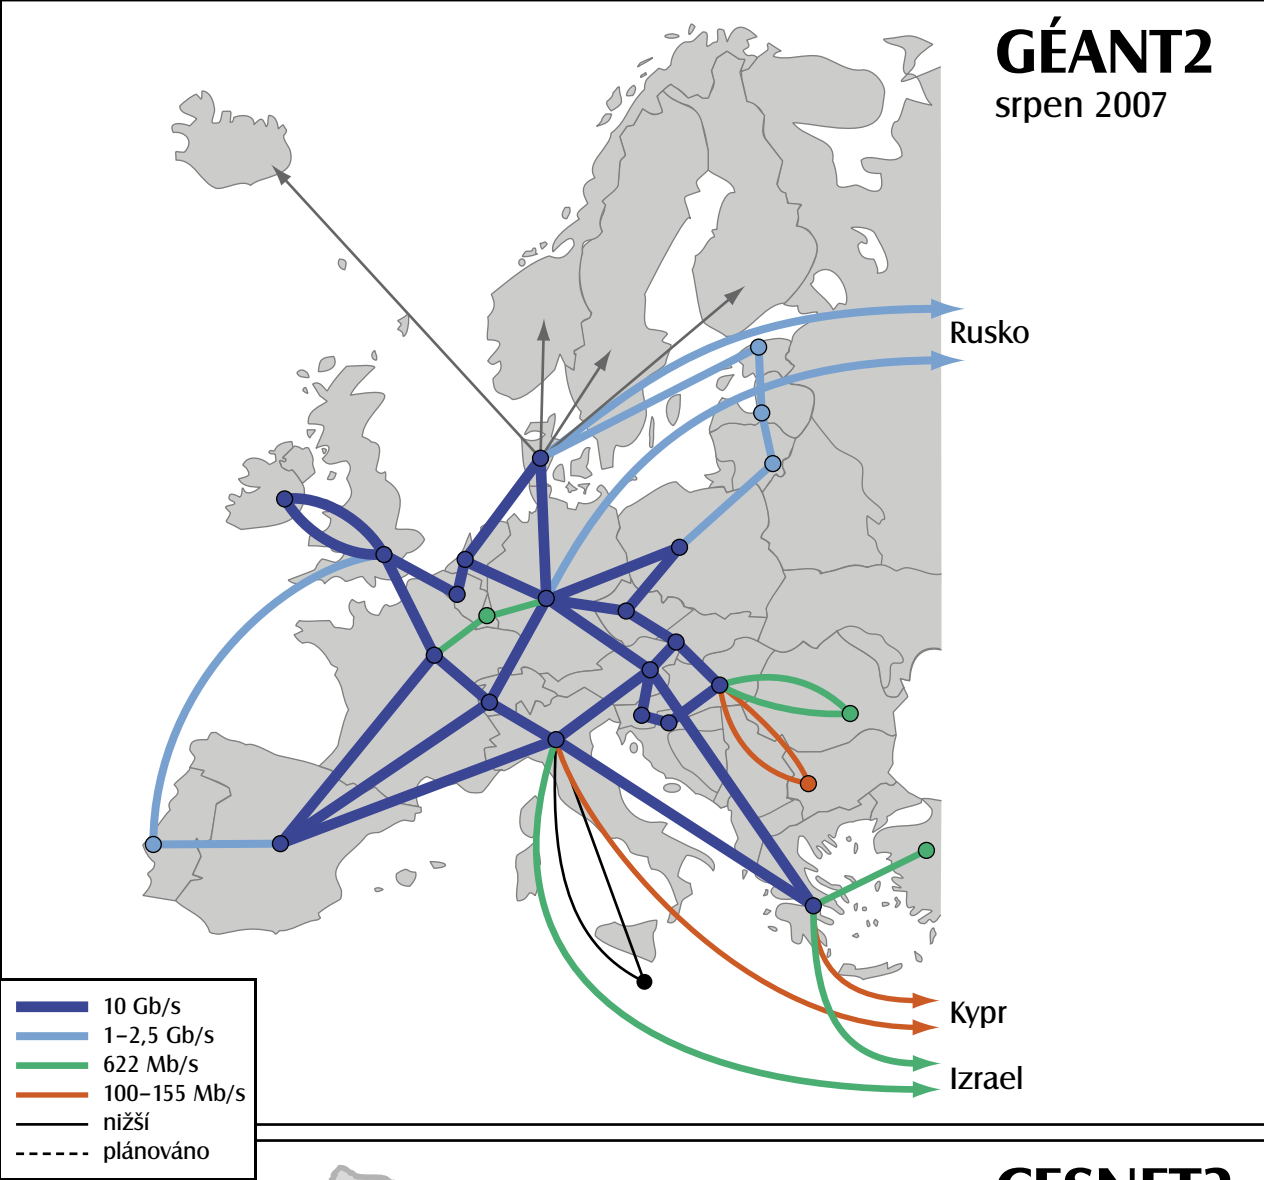 GÉANT2
srpen 2007
Rusko
Kypr
Izrael
10 Gb/s
1–2,5 Gb/s
622 Mb/s
100–155 Mb/s
nižší
plánováno
CESNET2